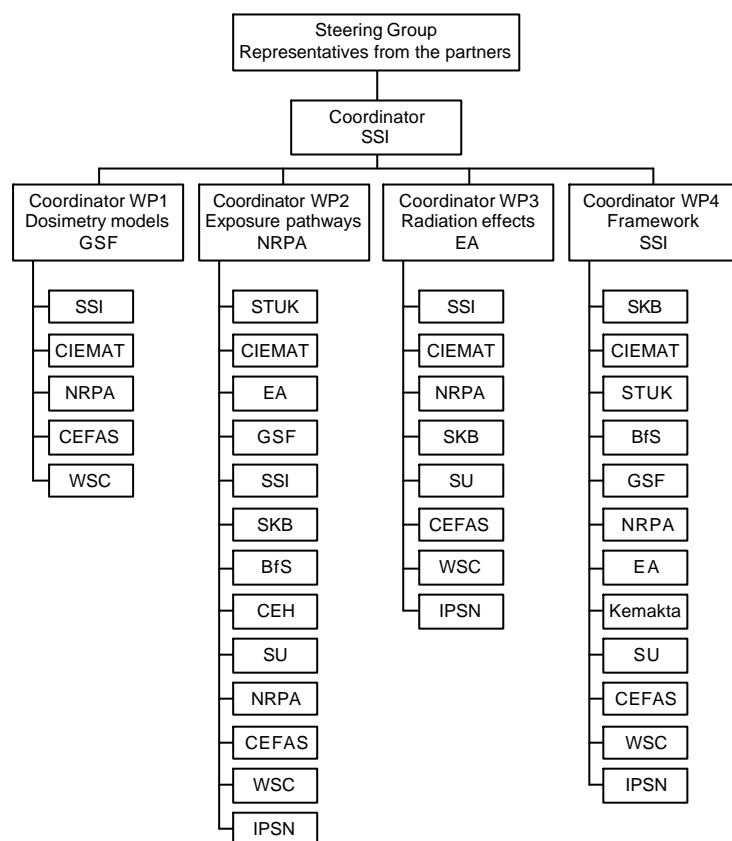 Steering Group
Representatives from the partners
Coordinator
SSI
Coordinator WP1
Dosimetry models
GSF
SSI
CIEMAT
NRPA
CEFAS
WSC
Coordinator WP2
Exposure pathways
NRPA
STUK
CIEMAT
EA
GSF
SSI
SKB
BfS
CEH
SU
NRPA
CEFAS
WSC
IPSN
Coordinator WP3
Radiation effects
EA
SSI
CIEMAT
NRPA
SKB
SU
CEFAS
WSC
IPSN
Coordinator WP4
Framework
SSI
SKB
CIEMAT
STUK
BfS
GSF
NRPA
EA
Kemakta
SU
CEFAS
WSC
IPSN